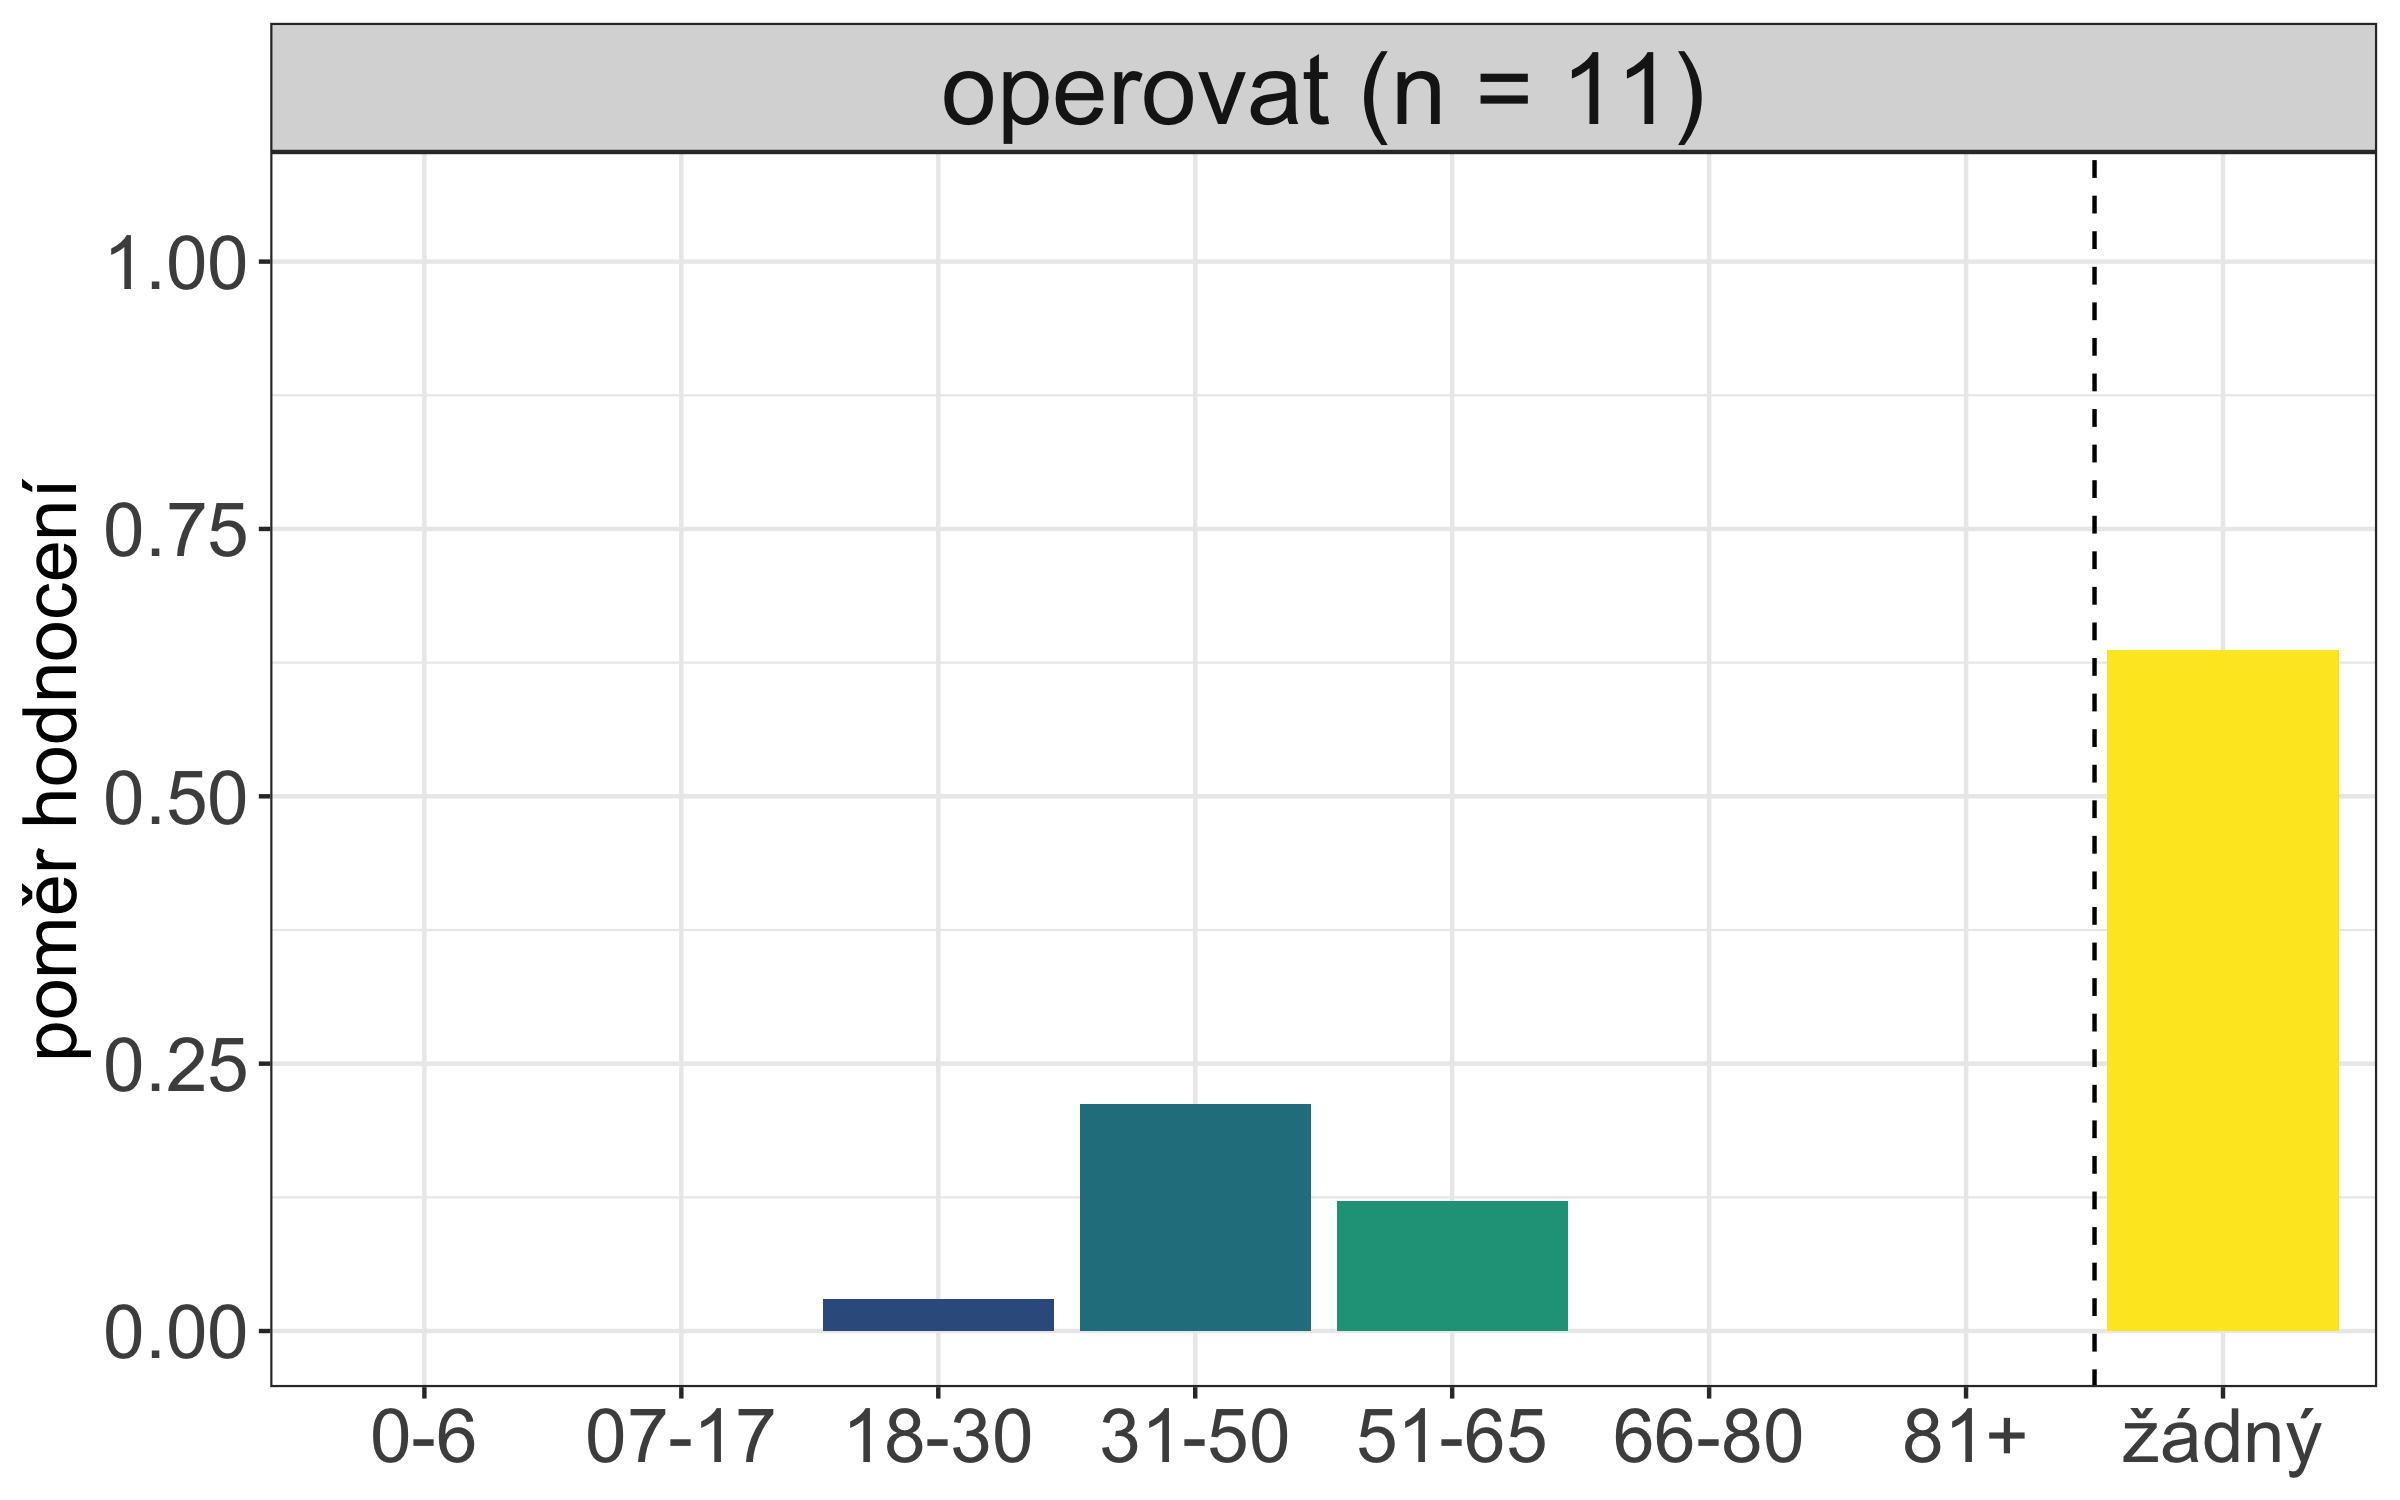 operovat (n = 11)
poměr hodnocení
1.00
0.75
0.50
0.25
0.00
0-6 07-17 18-30 31-50 51-65 66-80 81+ žádný